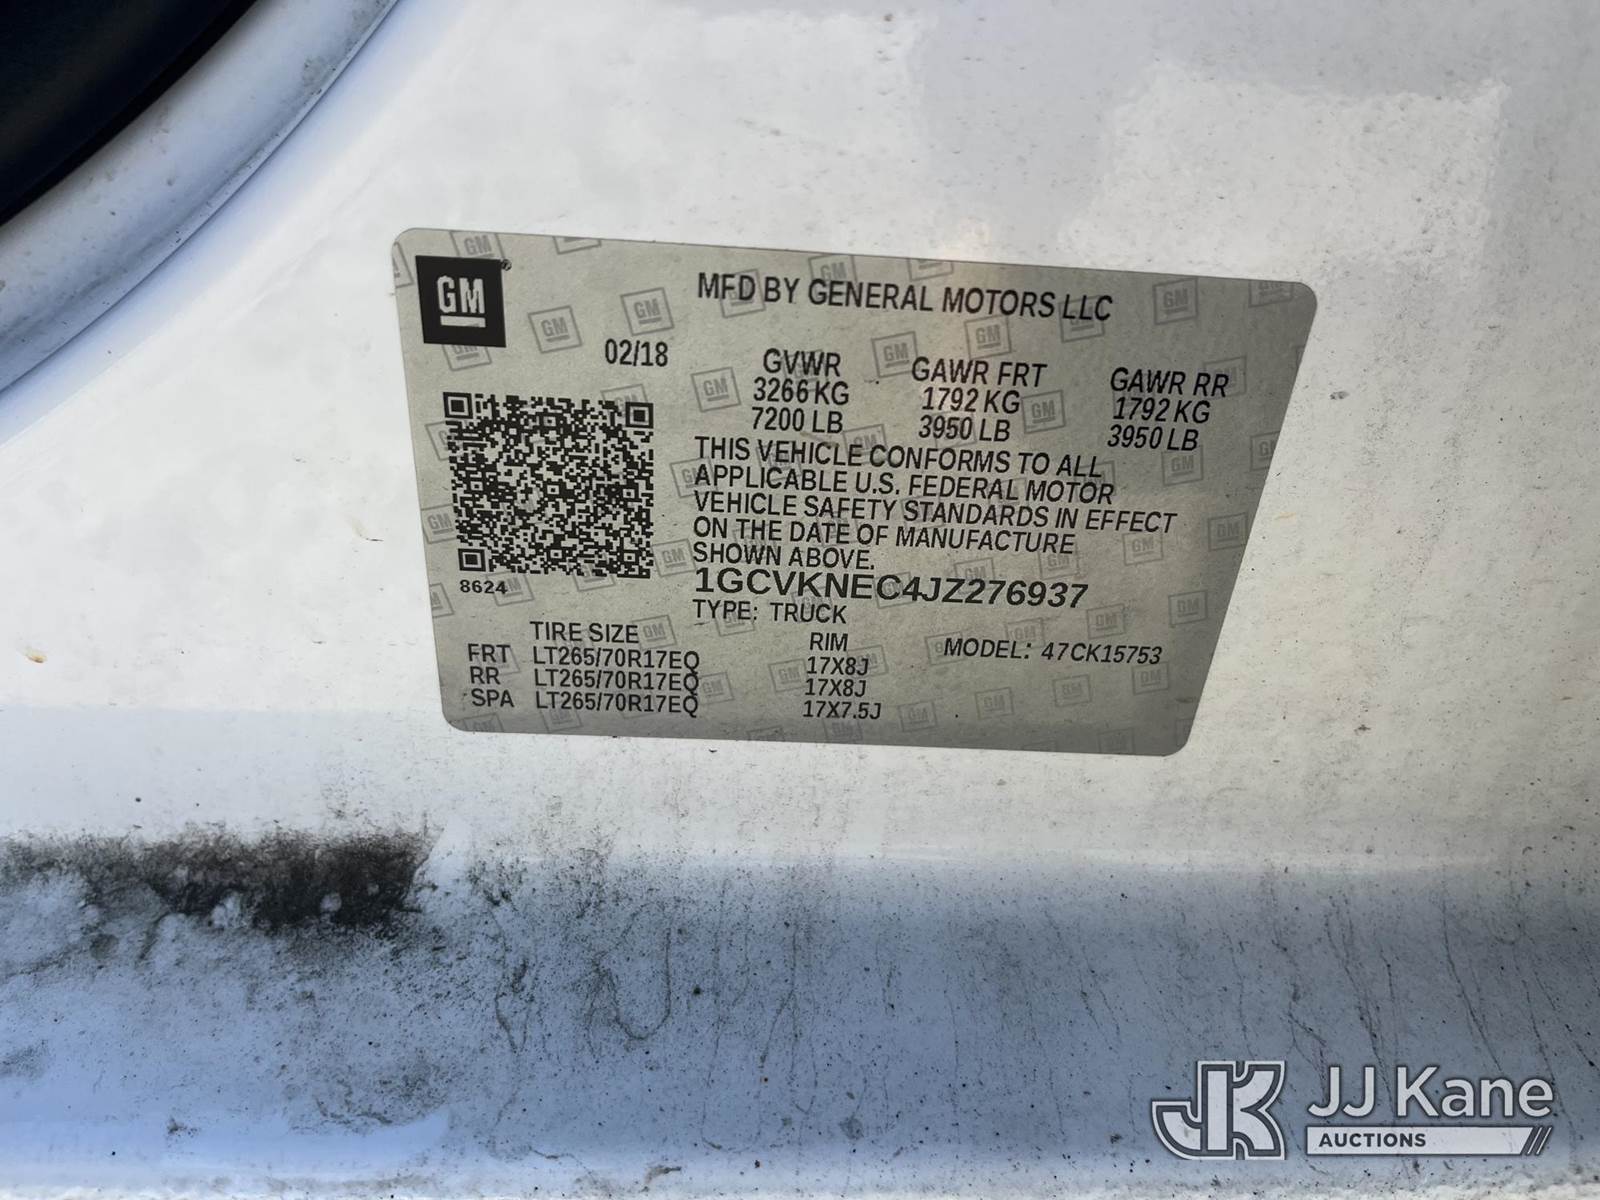 GM
MFD BY GENERAL MOTORS LLC
02/18
GVWR GAWR FRT GAWR RR
3266 KG 1792 KG 1792 KG
7200 LB 3950 LB 3950 LB
THIS VEHICLE CONFORMS TO ALL
APPLICABLE U.S. FEDERAL MOTOR
VEHICLE SAFETY STANDARDS IN EFFECT
ON THE DATE OF MANUFACTURE
SHOWN ABOVE.
8624
1GCVKNEC4JZ276937
TYPE: TRUCK
TIRE SIZE RIM MODEL: 47CK15753
FRT LT265/70R17EQ 17X8J
RR LT265/70R17EQ 17X8J
SPA LT265/70R17EQ 17X7.5J
JK JJ Kane
AUCTIONS